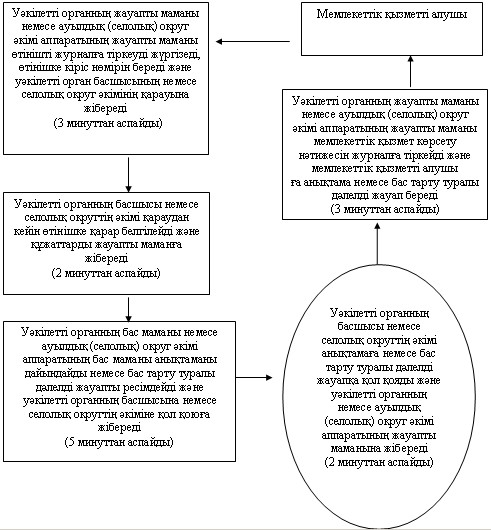 Уәкілетті органның жауапты маманы
немесе ауылдық (селолық) округ
әкімі аппаратының жауапты маманы
өтінішті журналға тіркеуді жүргізеді,
өтінішке кіріс нөмірін береді және
уәкілетті орган басшысының немесе
селолық округ әкімінің қарауына
жібереді
(3 минуттан аспайды)
Мемлекеттік қызметті алушы
Уәкілетті органның жауапты маманы
немесе ауылдық (селолық) округ
әкімі аппаратының жауапты маманы
мемлекеттік қызмет көрсету
нәтижесін журналға тіркейді және
мемлекеттік қызметті алушы
ға анықтама немесе бас тарту туралы
дәлелді жауап береді
(3 минуттан аспайды)
Уәкілетті органның басшысы немесе
селолық округтің әкімі қараудан
кейін өтінішке қарар белгілейді және
құжаттарды жауапты маманға
жібереді
(2 минуттан аспайды)
Уәкілетті органның бас маманы немесе
ауылдық (селолық) округ әкімі
аппаратының бас маманы анықтаманы
дайындайды немесе бас тарту туралы
дәлелді жауапты ресімдейді және
уәкілетті органның басшысына немесе
селолық округтің әкіміне қол қоюға
жібереді
(5 минуттан аспайды)
Уәкілетті органның
басшысы немесе
селолық округтің әкімі
анықтамаға немесе бас
тарту туралы дәлелді
жауапқа қол қояды және
уәкілетті органның
немесе ауылдық
(селолық) округ әкімі
аппаратының жауапты
маманына жібереді
(2 минуттан аспайды)